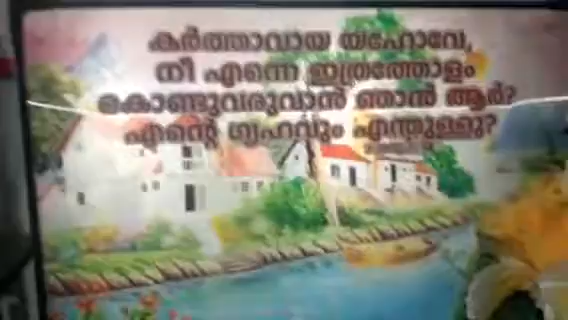 കർത്താവായ യഹോവേ,
നീ എന്നെ ഇത്രത്തോളം
കൊണ്ടുവരുവാൻ ഞാൻ ആർ?
എന്റെ ഗൃഹവും എന്തുള്ളു?